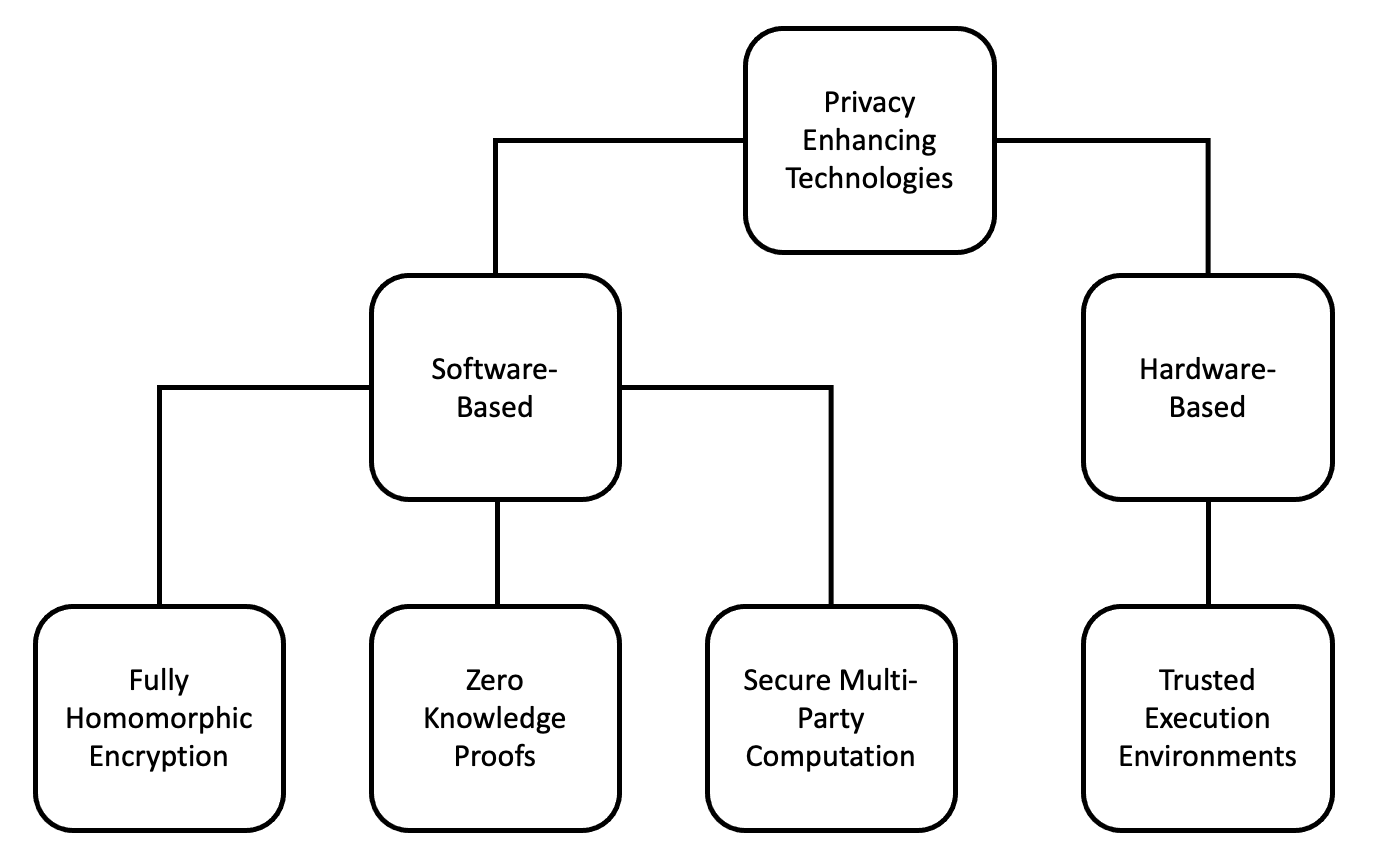 Privacy
Enhancing
Technologies
Software-
Based
Hardware-
Based
Fully
Homomorphic
Encryption
Zero
Knowledge
Proofs
Secure Multi-
Party
Computation
Trusted
Execution
Environments